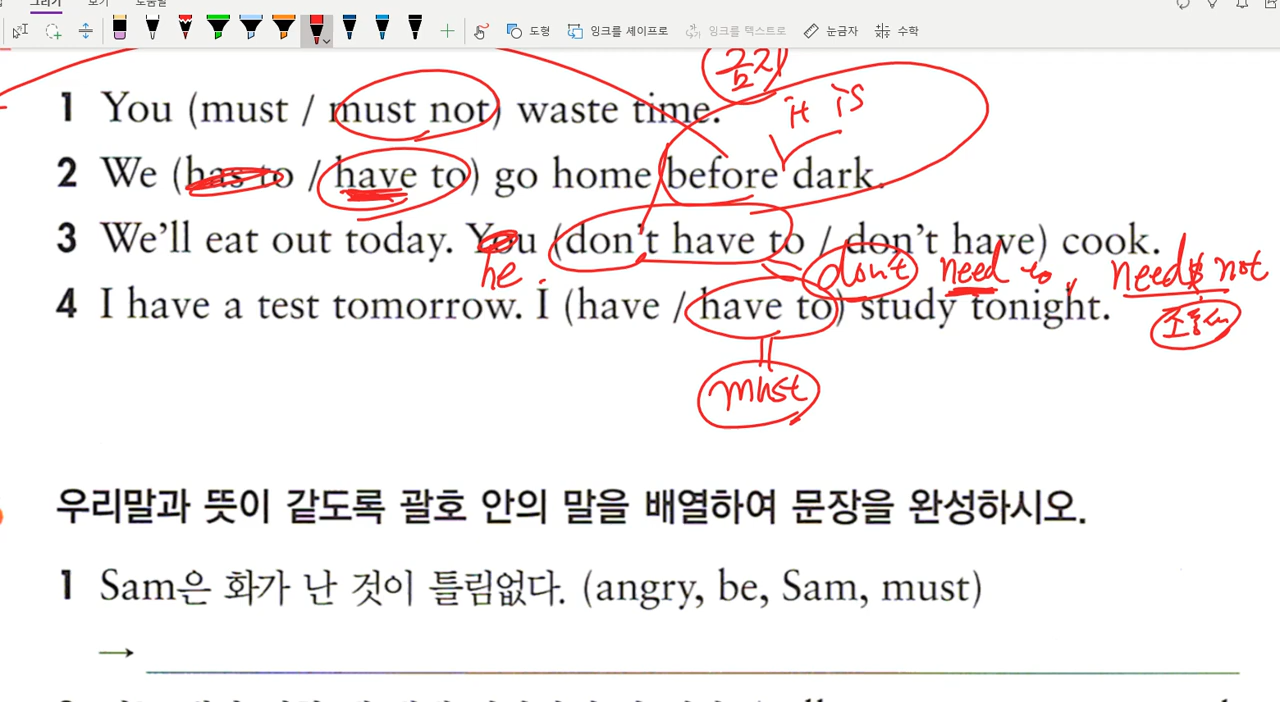 그리기 보기 도움말
도형 잉크를 셰이프로 잉크를 텍스트로 눈금자 수학
금지
it is
1 You (must / must not) waste time.
2 We (has to / have to) go home before dark.
3 We'll eat out today. You (don't have to / don't have) cook.
he don't need to, need not
4 I have a test tomorrow. I (have / have to) study tonight.
조동사
must
우리말과 뜻이 같도록 괄호 안의 말을 배열하여 문장을 완성하시오.
1 Sam은 화가 난 것이 틀림없다. (angry, be, Sam, must)
→